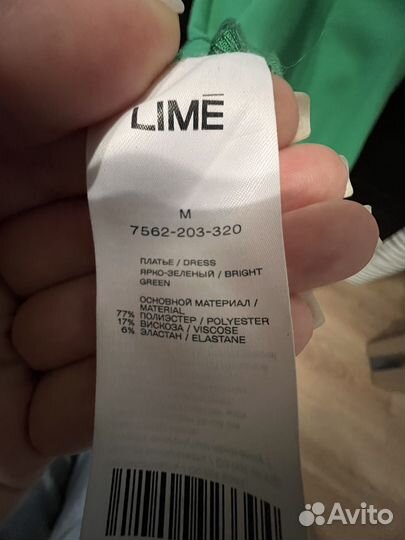 LIMĒ
M
7562-203-320
ПЛАТЬЕ / DRESS
ЯРКО-ЗЕЛЕНЫЙ / BRIGHT
GREEN
ОСНОВНОЙ МАТЕРИАЛ /
MATERIAL
77% ПОЛИЭСТЕР / POLYESTER
17% ВИСКОЗА / VISCOSE
6% ЭЛАСТАН / ELASTANE
Avito